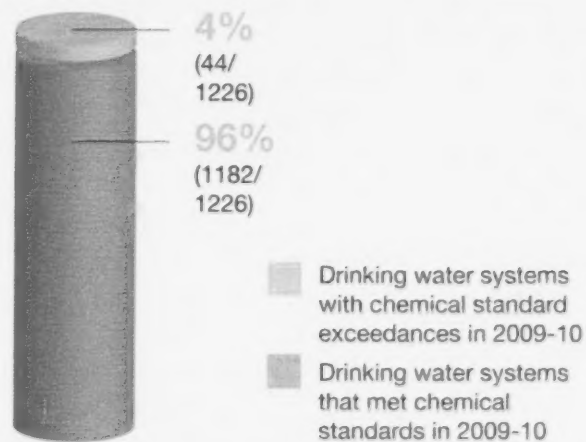 4%
(44/
1226)
96%
(1182/
1226)
Drinking water systems
with chemical standard
exceedances in 2009-10
Drinking water systems
that met chemical
standards in 2009-10